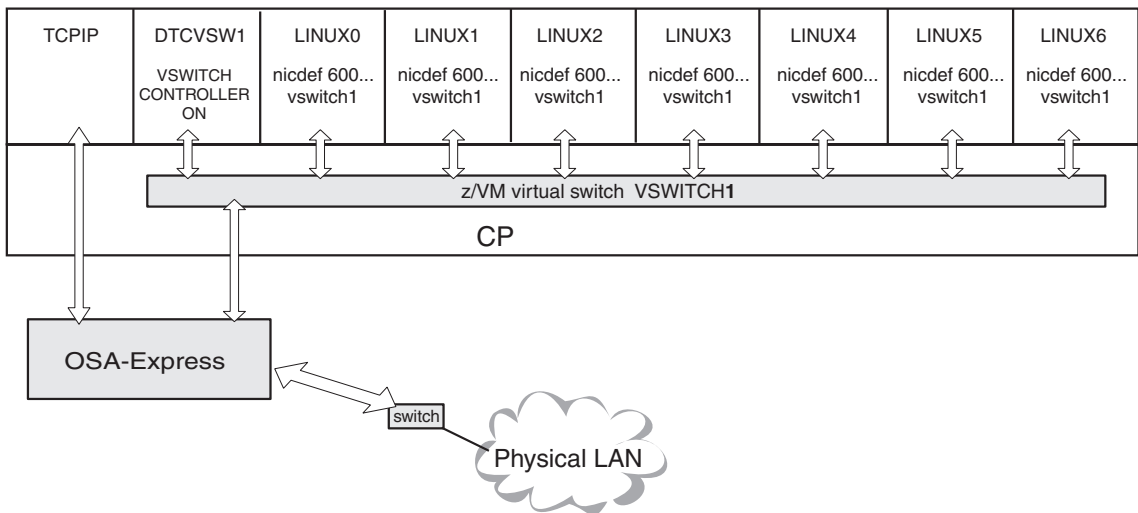 TCPIP
DTCVSW1
VSWITCH
CONTROLLER
ON
LINUX0
nicdef 600...
vswitch1
LINUX1
nicdef 600...
vswitch1
LINUX2
nicdef 600...
vswitch1
LINUX3
nicdef 600...
vswitch1
LINUX4
nicdef 600...
vswitch1
LINUX5
nicdef 600...
vswitch1
LINUX6
nicdef 600...
vswitch1
z/VM virtual switch VSWITCH1
CP
OSA-Express
switch
Physical LAN